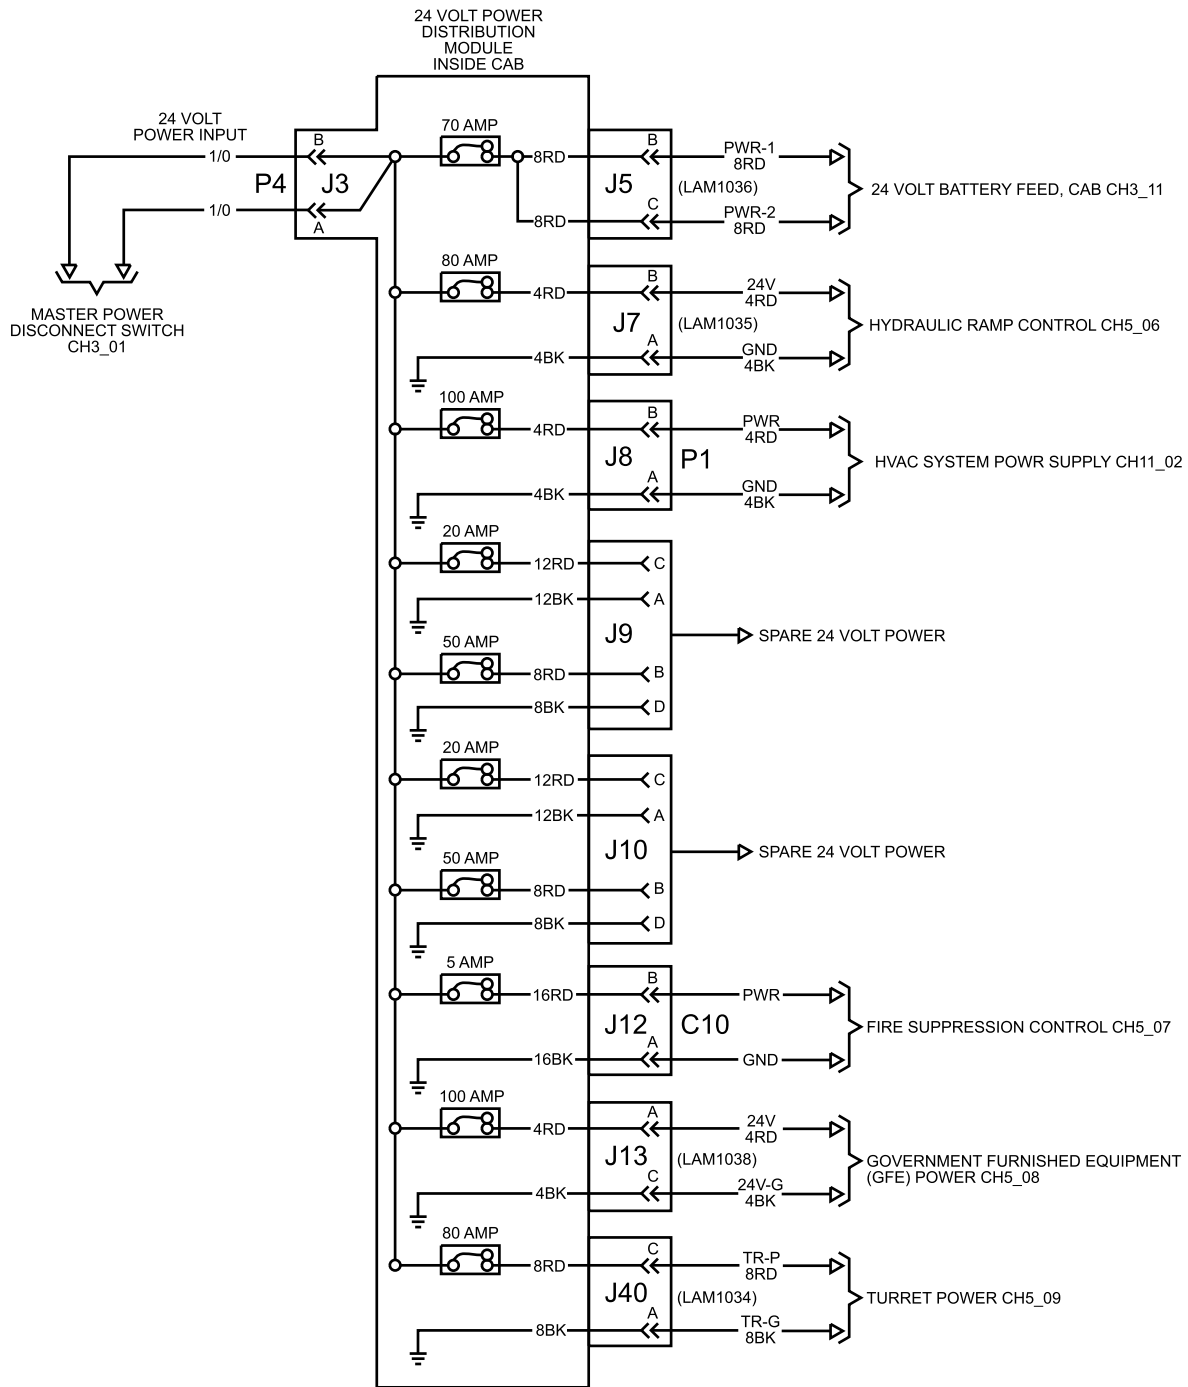 24 VOLT POWER
DISTRIBUTION
MODULE
INSIDE CAB
24 VOLT
POWER INPUT
1/0
1/0
P4
B
J3
A
MASTER POWER
DISCONNECT SWITCH
CH3_01
70 AMP
8RD
8RD
B
J5
C
(LAM1036)
PWR-1
8RD
PWR-2
8RD
24 VOLT BATTERY FEED, CAB CH3_11
80 AMP
4RD
4BK
B
J7
A
(LAM1035)
24V
4RD
GND
4BK
HYDRAULIC RAMP CONTROL CH5_06
100 AMP
4RD
4BK
B
J8
A
P1
PWR
4RD
GND
4BK
HVAC SYSTEM POWR SUPPLY CH11_02
20 AMP
12RD
C
12BK
A
J9
SPARE 24 VOLT POWER
50 AMP
8RD
B
8BK
D
20 AMP
12RD
C
12BK
A
J10
SPARE 24 VOLT POWER
50 AMP
8RD
B
8BK
D
5 AMP
16RD
16BK
B
J12
A
C10
PWR
GND
FIRE SUPPRESSION CONTROL CH5_07
100 AMP
4RD
4BK
A
J13
C
(LAM1038)
24V
4RD
24V-G
4BK
GOVERNMENT FURNISHED EQUIPMENT
(GFE) POWER CH5_08
80 AMP
8RD
8BK
C
J40
A
(LAM1034)
TR-P
8RD
TR-G
8BK
TURRET POWER CH5_09